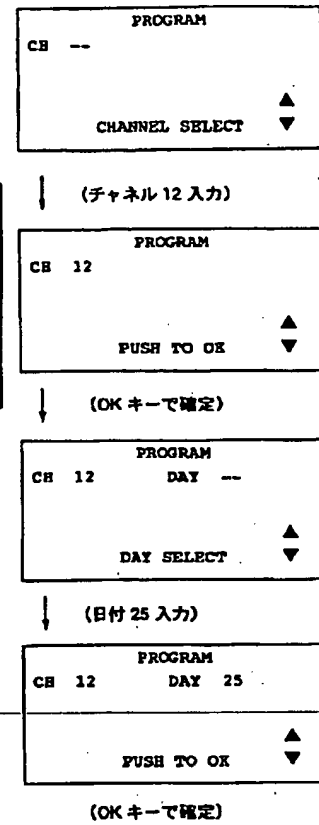 PROGRAM
CH --
▲
CHANNEL SELECT ▼
↓ (チャネル 12 入力)
PROGRAM
CH 12
▲
PUSH TO OK ▼
↓ (OK キーで確定)
PROGRAM
CH 12 DAY --
▲
DAY SELECT ▼
↓ (日付 25 入力)
PROGRAM
CH 12 DAY 25
▲
PUSH TO OK ▼
(OK キーで確定)